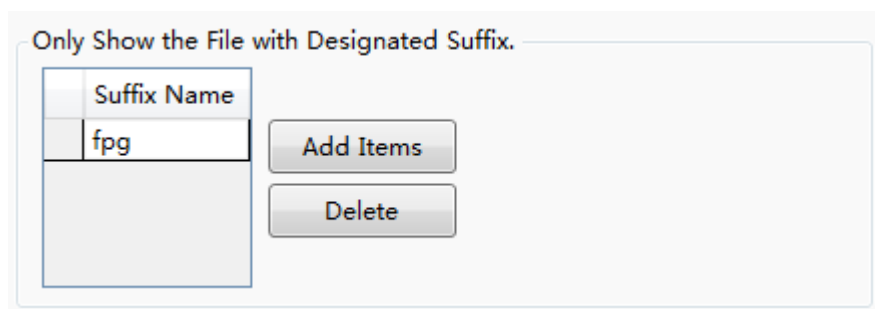 Only Show the File with Designated Suffix.
Suffix Name
fpg
Add Items
Delete